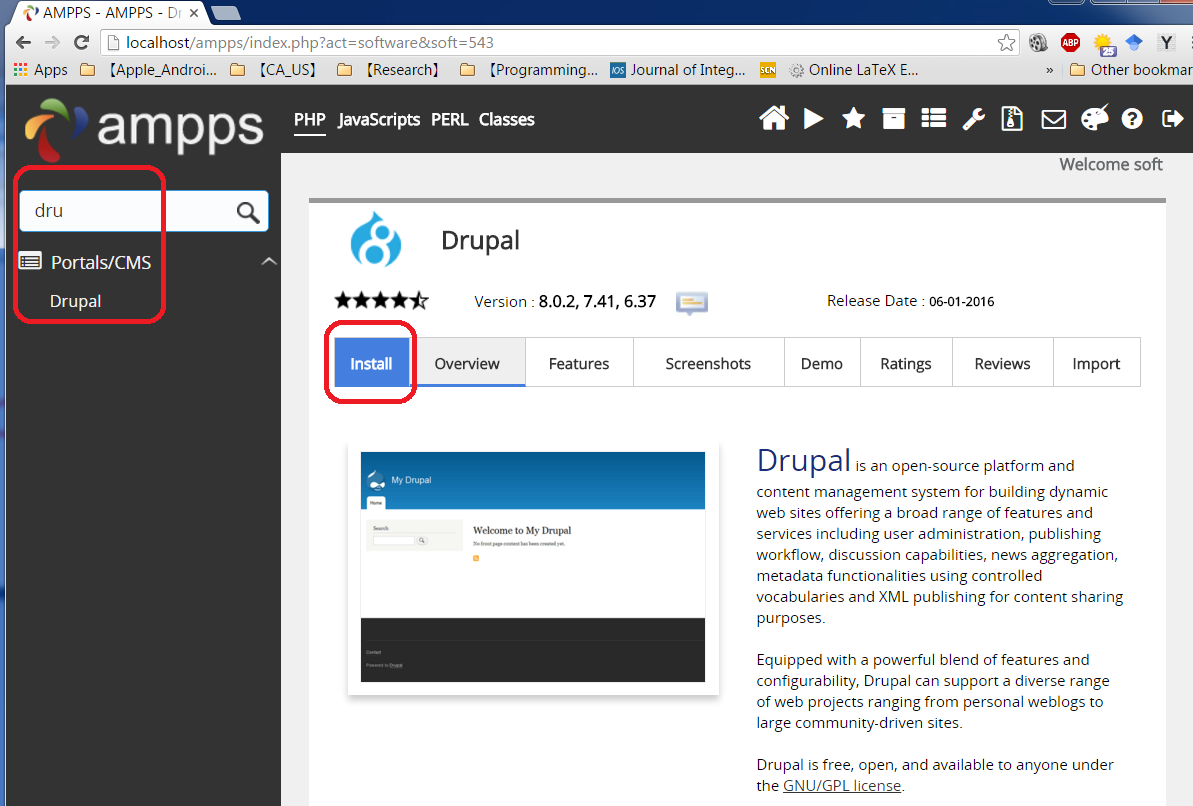 AMPPS - AMPPS - Dr
localhost/ampps/index.php?act=software&soft=543
ABP
25
Y
Apps
【Apple_Androi...
【CA_US】
【Research】
【Programming...
IOS Journal of Integ...
SCN
Online LaTeX E...
»
Other bookmar
ampps
PHP JavaScripts PERL Classes
Welcome soft
dru
Portals/CMS
Drupal
Drupal
Version : 8.0.2, 7.41, 6.37
Release Date : 06-01-2016
Install
Overview
Features
Screenshots
Demo
Ratings
Reviews
Import
My Drupal
Home
Search
Welcome to My Drupal
No front page content has been created yet.
Contact
Powered by Drupal
Drupal is an open-source platform and
content management system for building dynamic
web sites offering a broad range of features and
services including user administration, publishing
workflow, discussion capabilities, news aggregation,
metadata functionalities using controlled
vocabularies and XML publishing for content sharing
purposes.
Equipped with a powerful blend of features and
configurability, Drupal can support a diverse range
of web projects ranging from personal weblogs to
large community-driven sites.
Drupal is free, open, and available to anyone under
the GNU/GPL license.